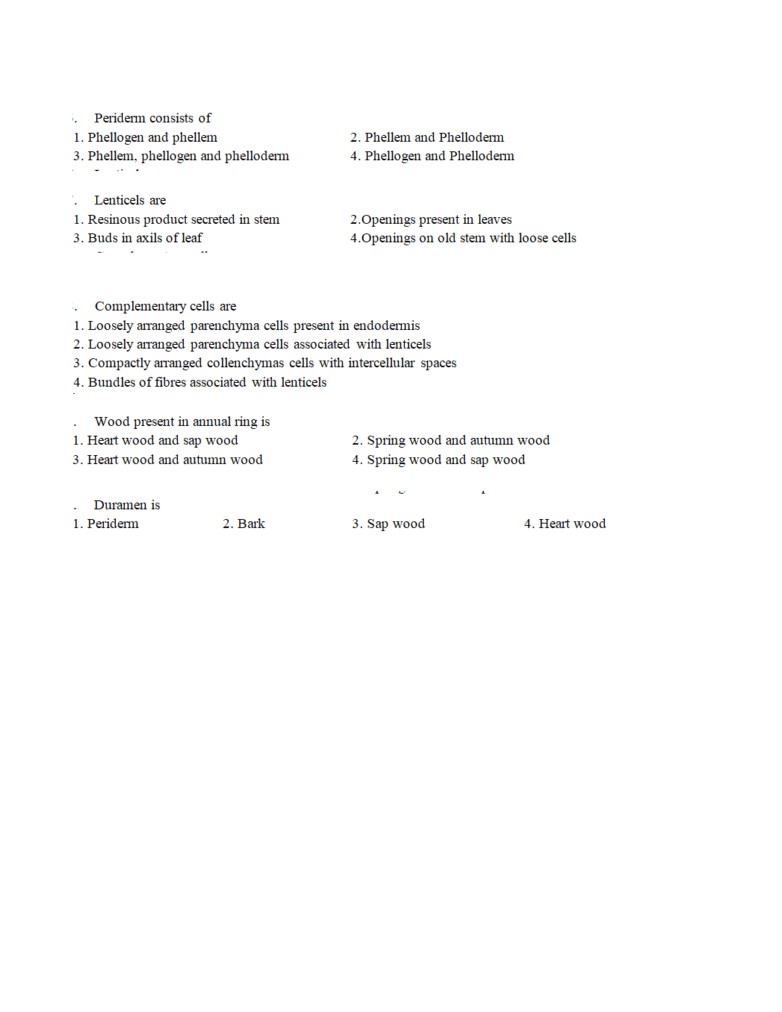 . Periderm consists of
1. Phellogen and phellem 2. Phellem and Phelloderm
3. Phellem, phellogen and phelloderm 4. Phellogen and Phelloderm
. Lenticels are
1. Resinous product secreted in stem 2.Openings present in leaves
3. Buds in axils of leaf 4.Openings on old stem with loose cells
. Complementary cells are
1. Loosely arranged parenchyma cells present in endodermis
2. Loosely arranged parenchyma cells associated with lenticels
3. Compactly arranged collenchymas cells with intercellular spaces
4. Bundles of fibres associated with lenticels
. Wood present in annual ring is
1. Heart wood and sap wood 2. Spring wood and autumn wood
3. Heart wood and autumn wood 4. Spring wood and sap wood
. Duramen is
1. Periderm 2. Bark 3. Sap wood 4. Heart wood